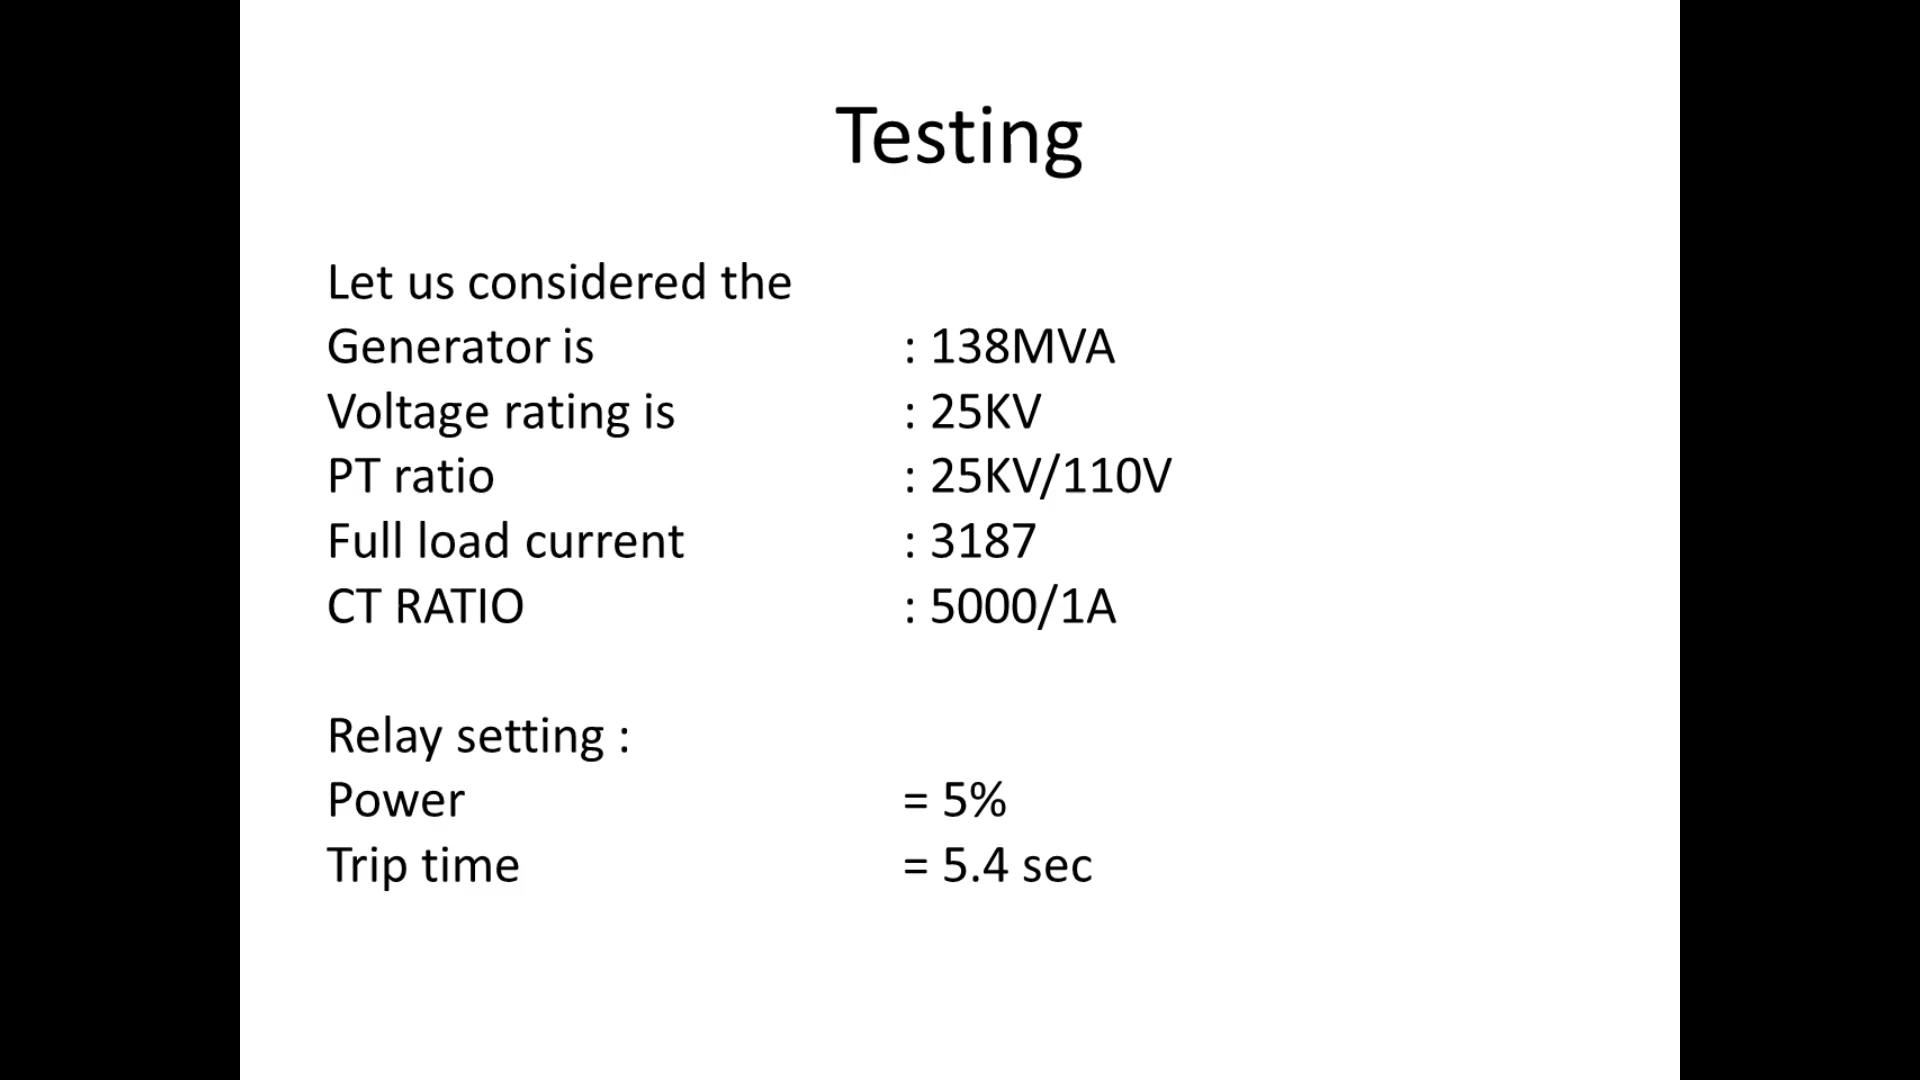 Testing
Let us considered the
Generator is : 138MVA
Voltage rating is : 25KV
PT ratio : 25KV/110V
Full load current : 3187
CT RATIO : 5000/1A
Relay setting :
Power = 5%
Trip time = 5.4 sec